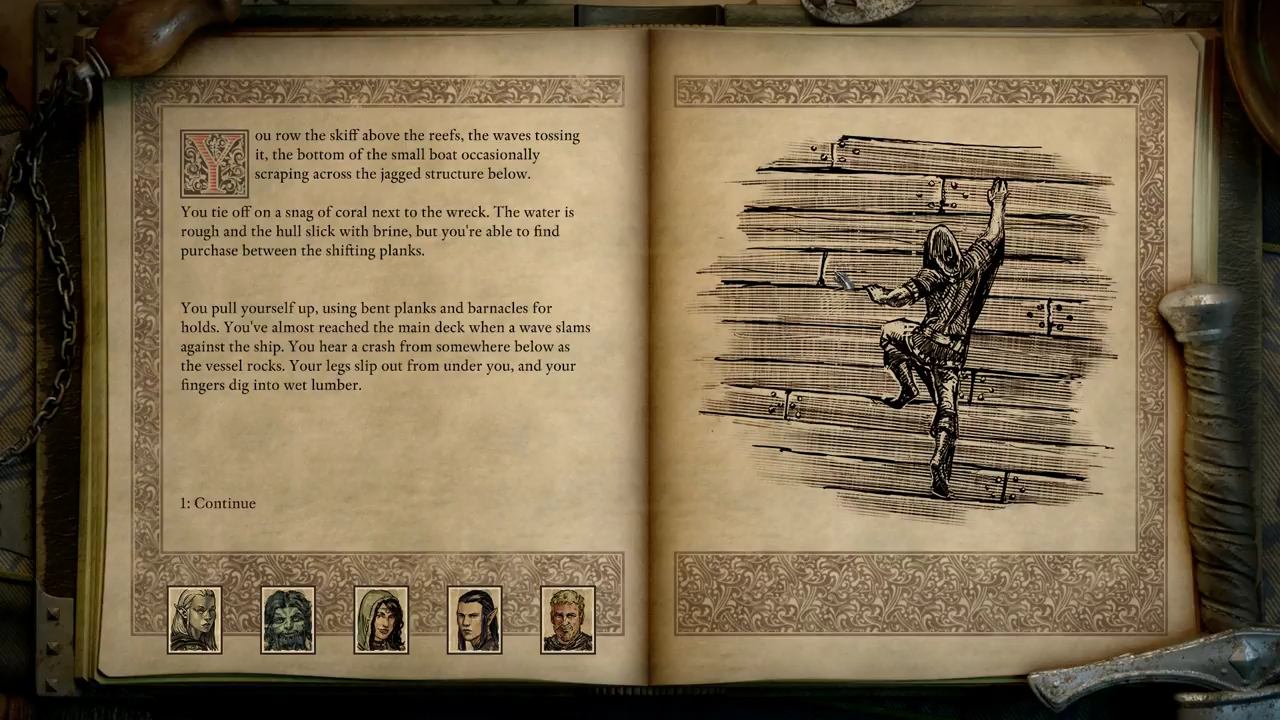 You row the skiff above the reefs, the waves tossing
it, the bottom of the small boat occasionally
scraping across the jagged structure below.
You tie off on a snag of coral next to the wreck. The water is
rough and the hull slick with brine, but you're able to find
purchase between the shifting planks.
You pull yourself up, using bent planks and barnacles for
holds. You've almost reached the main deck when a wave slams
against the ship. You hear a crash from somewhere below as
the vessel rocks. Your legs slip out from under you, and your
fingers dig into wet lumber.
1: Continue